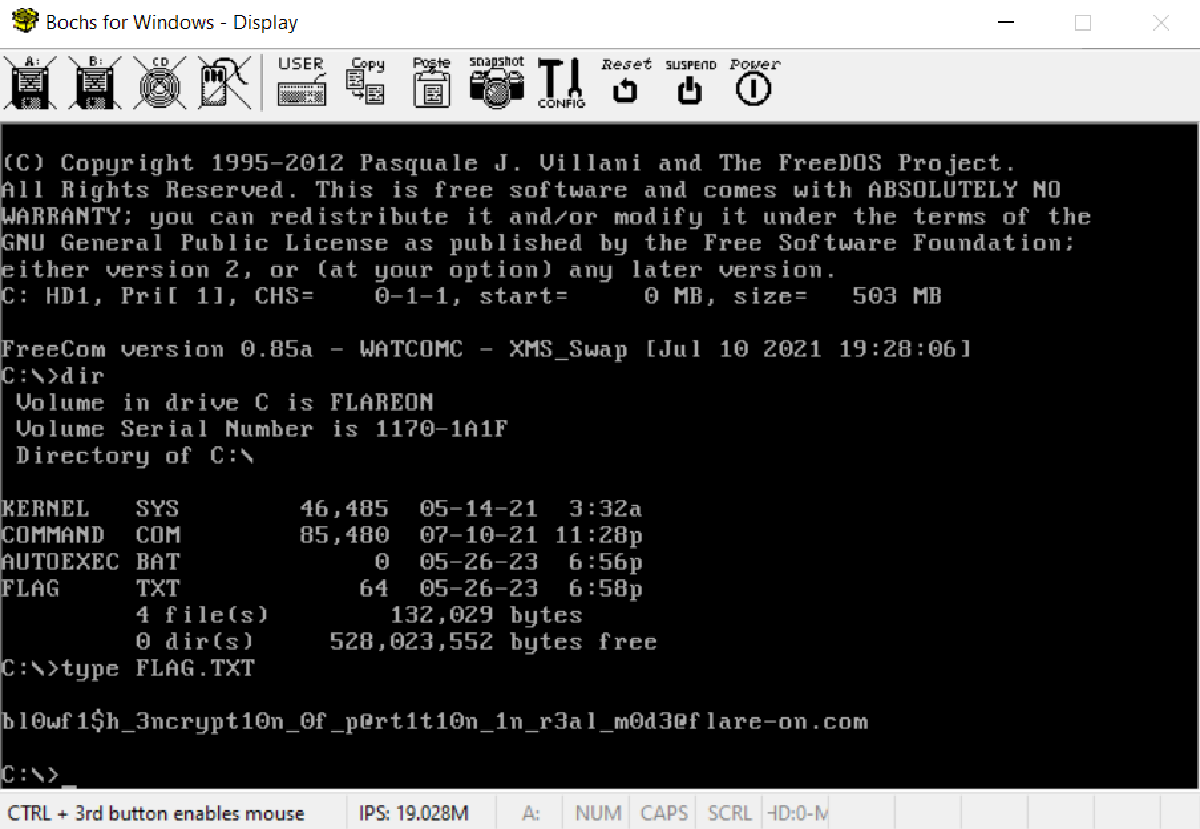 Bochs for Windows - Display
A: B: CD USER Copy Paste snapshot CONFIG Reset SUSPEND Power
(C) Copyright 1995-2012 Pasquale J. Villani and The FreeDOS Project.
All Rights Reserved. This is free software and comes with ABSOLUTELY NO
WARRANTY; you can redistribute it and/or modify it under the terms of the
GNU General Public License as published by the Free Software Foundation;
either version 2, or (at your option) any later version.
C: HD1, Pri[ 1], CHS=    0-1-1, start=     0 MB, size=   503 MB
FreeCom version 0.85a - WATCOMC - XMS_Swap [Jul 10 2021 19:28:06]
C:\>dir
Volume in drive C is FLAREON
Volume Serial Number is 1170-1A1F
Directory of C:\
KERNEL   SYS        46,485  05-14-21  3:32a
COMMAND  COM        85,480  07-10-21 11:28p
AUTOEXEC BAT             0  05-26-23  6:56p
FLAG     TXT            64  05-26-23  6:58p
4 file(s)        132,029 bytes
0 dir(s)     528,023,552 bytes free
C:\>type FLAG.TXT
bl0wf1$h_3ncrypt10n_0f_p@rt1t10n_1n_r3al_m0d3@flare-on.com
C:\>_
CTRL + 3rd button enables mouse IPS: 19.028M A: NUM CAPS SCRL HD:0-M